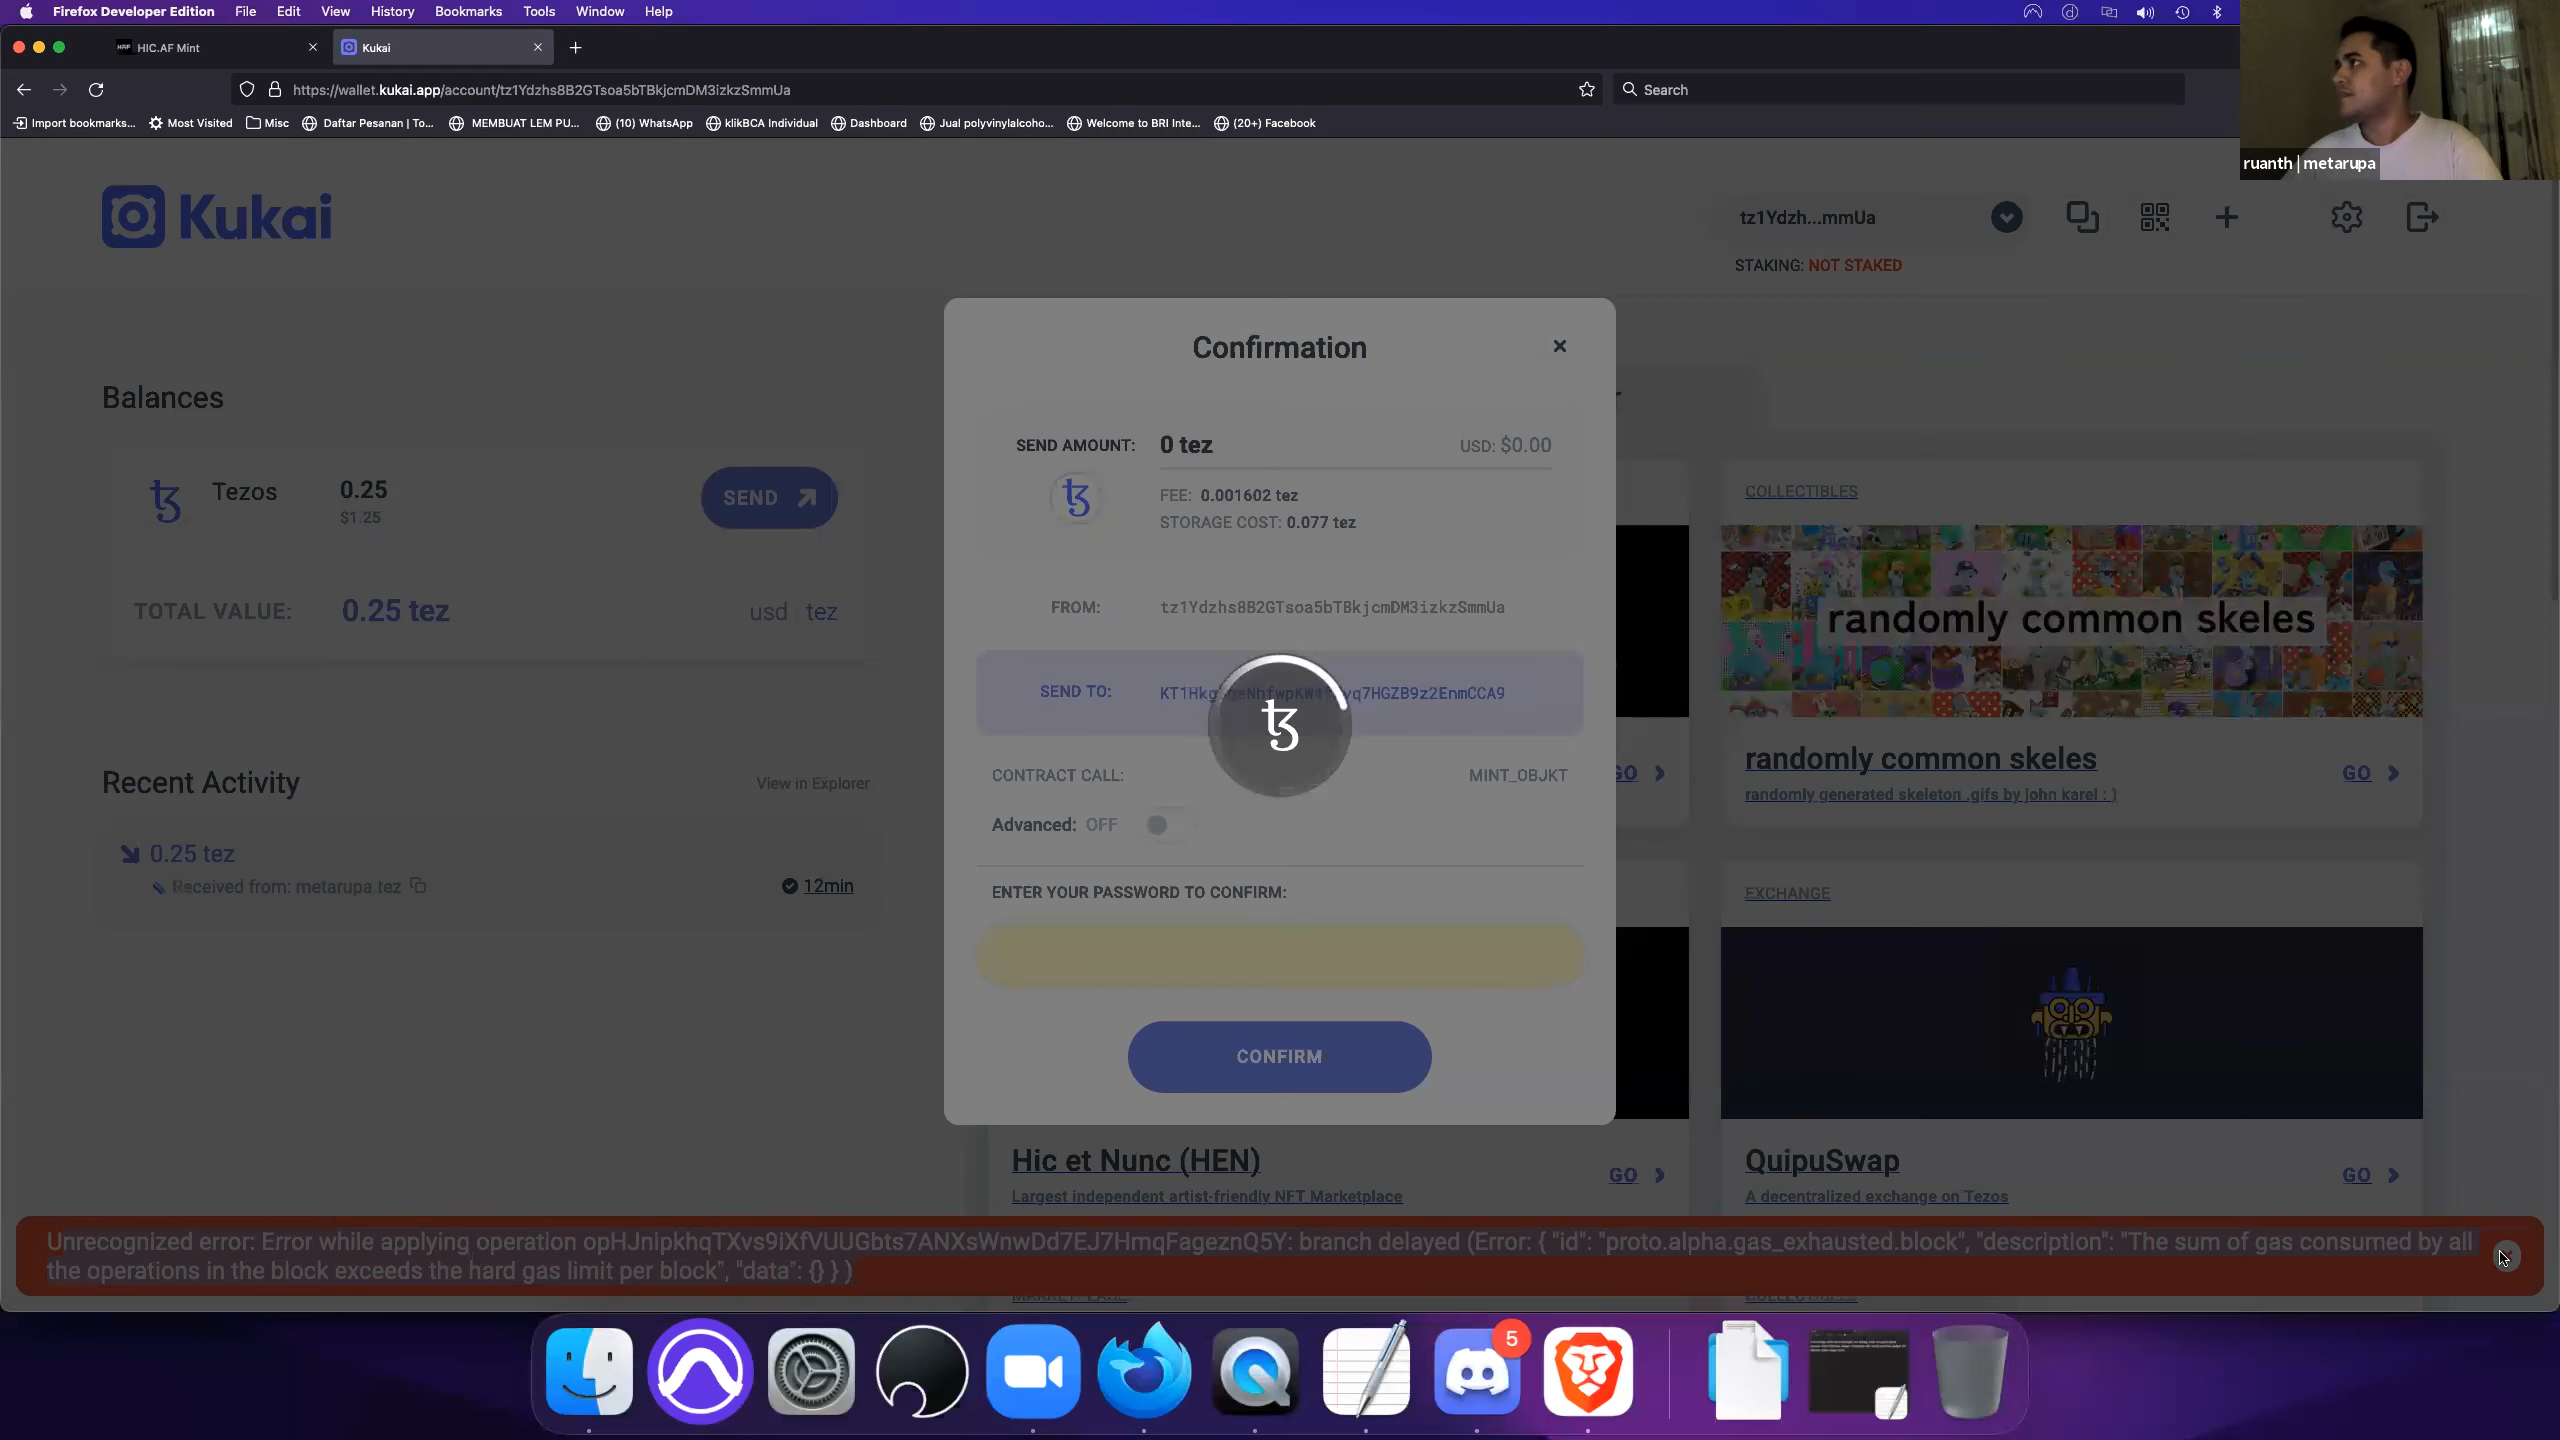 Firefox Developer Edition File Edit View History Bookmarks Tools Window Help
HIC.AF Mint
Kukai
https://wallet.kukai.app/account/tz1Ydzhs8B2GTsoa5bTBkjcmDM3izkzSmmUa
Search
Import bookmarks... Most Visited Misc Daftar Pesanan | To... MEMBUAT LEM PU... (10) WhatsApp klikBCA Individual Dashboard Jual polyvinylalcoho... Welcome to BRI Inte... (20+) Facebook
ruanth | metarupa
Kukai
tz1Ydzh...mmUa
STAKING: NOT STAKED
Balances
Tezos 0.25
$1.25
SEND
TOTAL VALUE: 0.25 tez usd tez
Recent Activity View in Explorer
0.25 tez
Received from: metarupa.tez 12min
Confirmation
SEND AMOUNT: 0 tez USD: $0.00
FEE: 0.001602 tez
STORAGE COST: 0.077 tez
FROM: tz1Ydzhs8B2GTsoa5bTBkjcmDM3izkzSmmUa
SEND TO:
CONTRACT CALL: MINT_OBJKT
Advanced: OFF
ENTER YOUR PASSWORD TO CONFIRM:
CONFIRM
COLLECTIBLES
randomly common skeles
randomly common skeles
GO
GO
randomly generated skeleton .gifs by john karel : )
EXCHANGE
Hic et Nunc (HEN)
GO
Largest independent artist-friendly NFT Marketplace
QuipuSwap
GO
A decentralized exchange on Tezos
Unrecognized error: Error while applying operation opHJnipkhqTXvs9iXfVUUGbts7ANXsWnwDd7EJ7HmqFageznQ5Y: branch delayed (Error: { "id": "proto.alpha.gas_exhausted.block", "description": "The sum of gas consumed by all
the operations in the block exceeds the hard gas limit per block", "data": {} } )
5